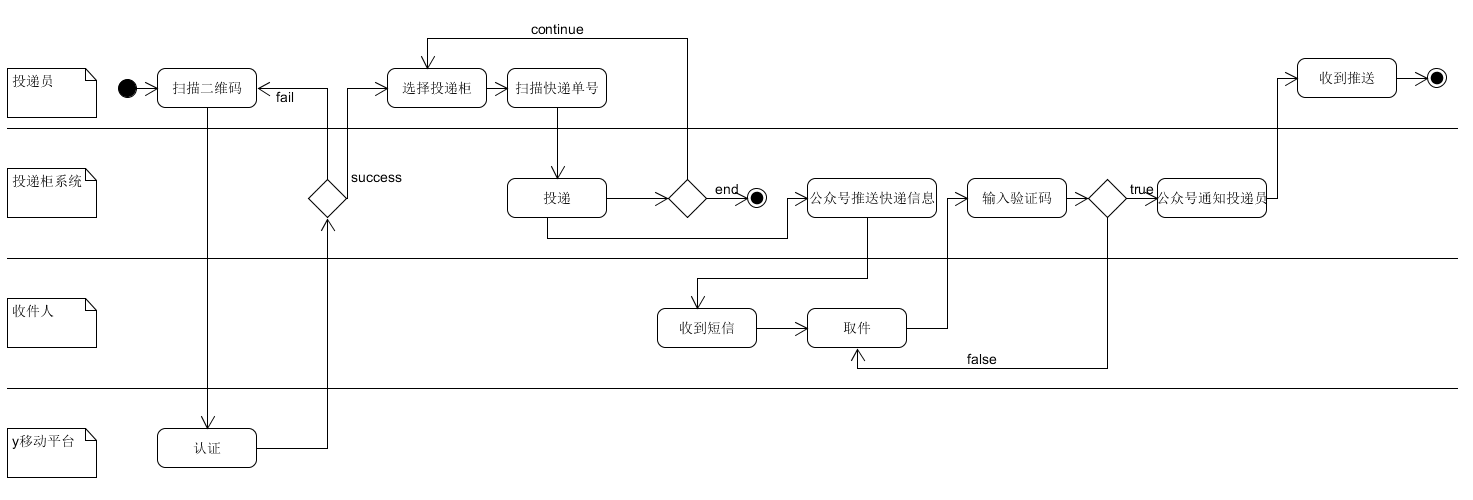 continue
投递员
扫描二维码
fail
选择投递柜
扫描快递单号
收到推送
投递柜系统
success
投递
end
公众号推送快递信息
输入验证码
true
公众号通知投递员
收件人
收到短信
取件
false
y移动平台
认证